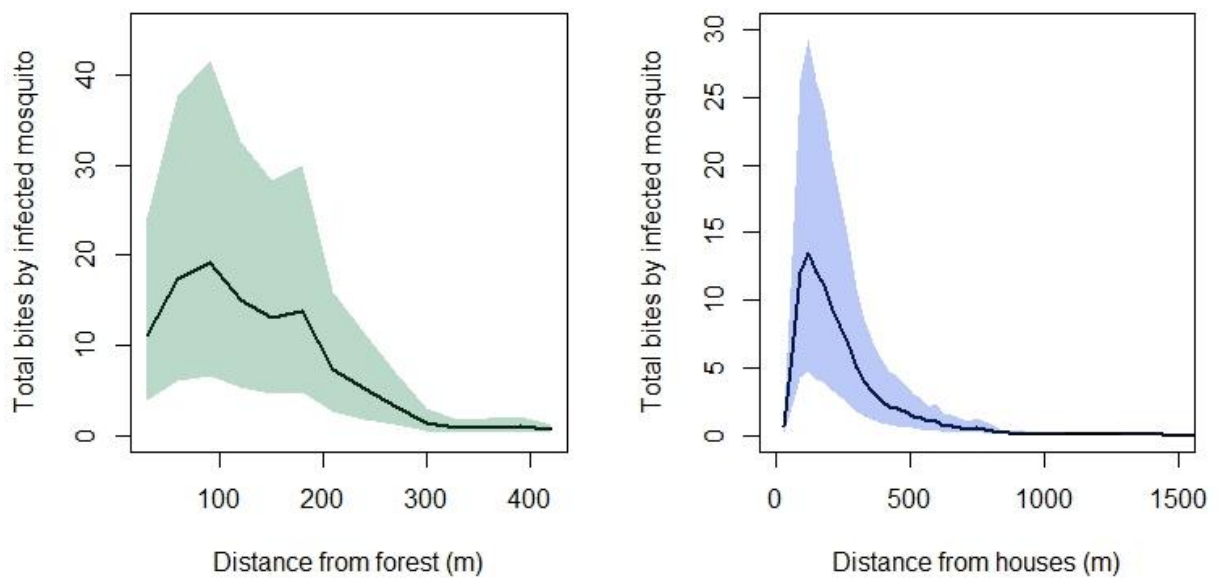 Total bites by infected mosquito
40
30
20
10
0
100 200 300 400
Distance from forest (m)
Total bites by infected mosquito
30
25
20
15
10
5
0
0 500 1000 1500
Distance from houses (m)